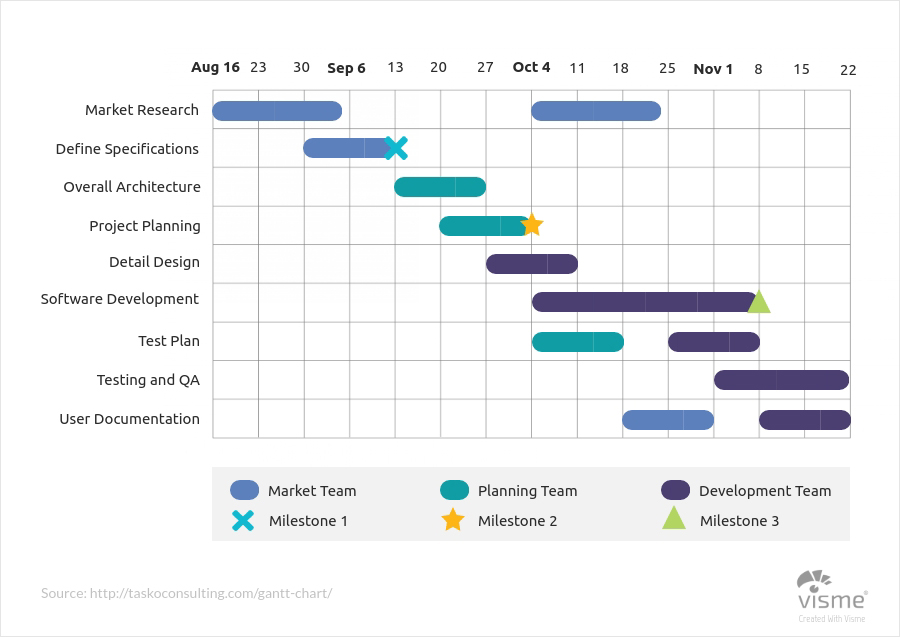 Aug 16 23 30 Sep 6 13 20 27 Oct 4 11 18 25 Nov 1 8 15 22
Market Research
Define Specifications
Overall Architecture
Project Planning
Detail Design
Software Development
Test Plan
Testing and QA
User Documentation
Market Team Planning Team Development Team
Milestone 1 Milestone 2 Milestone 3
Source: http://taskoconsulting.com/gantt-chart/
visme®
Created With Visme